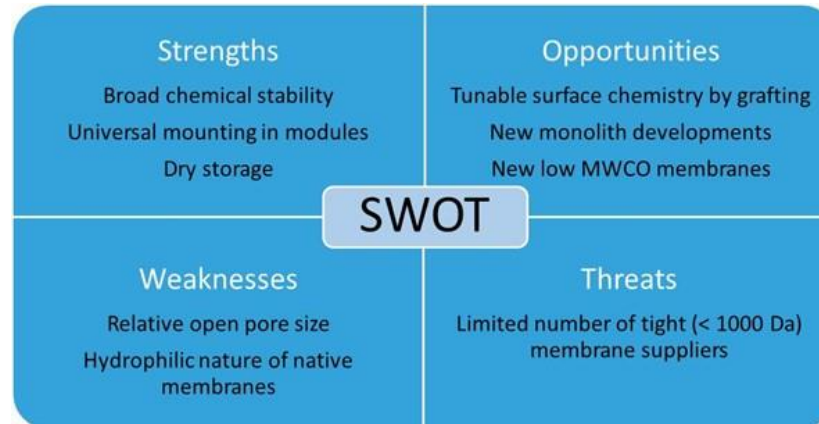 Strengths
Broad chemical stability
Universal mounting in modules
Dry storage
Opportunities
Tunable surface chemistry by grafting
New monolith developments
New low MWCO membranes
SWOT
Weaknesses
Relative open pore size
Hydrophilic nature of native
membranes
Threats
Limited number of tight (< 1000 Da)
membrane suppliers